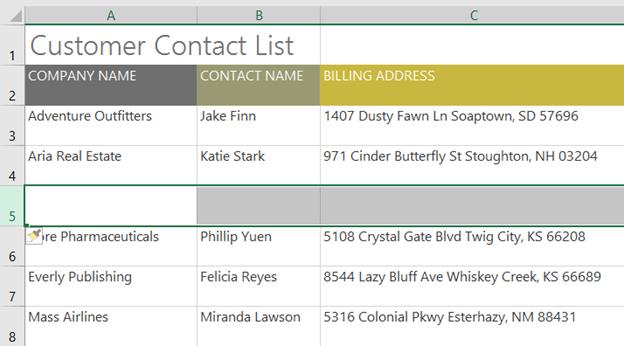 A B C
1 Customer Contact List
2 COMPANY NAME CONTACT NAME BILLING ADDRESS
3 Adventure Outfitters Jake Finn 1407 Dusty Fawn Ln Soaptown, SD 57696
4 Aria Real Estate Katie Stark 971 Cinder Butterfly St Stoughton, NH 03204
5
6 Pharmaceuticals Phillip Yuen 5108 Crystal Gate Blvd Twig City, KS 66208
7 Everly Publishing Felicia Reyes 8544 Lazy Bluff Ave Whiskey Creek, KS 66689
8 Mass Airlines Miranda Lawson 5316 Colonial Pkwy Esterhazy, NM 88431